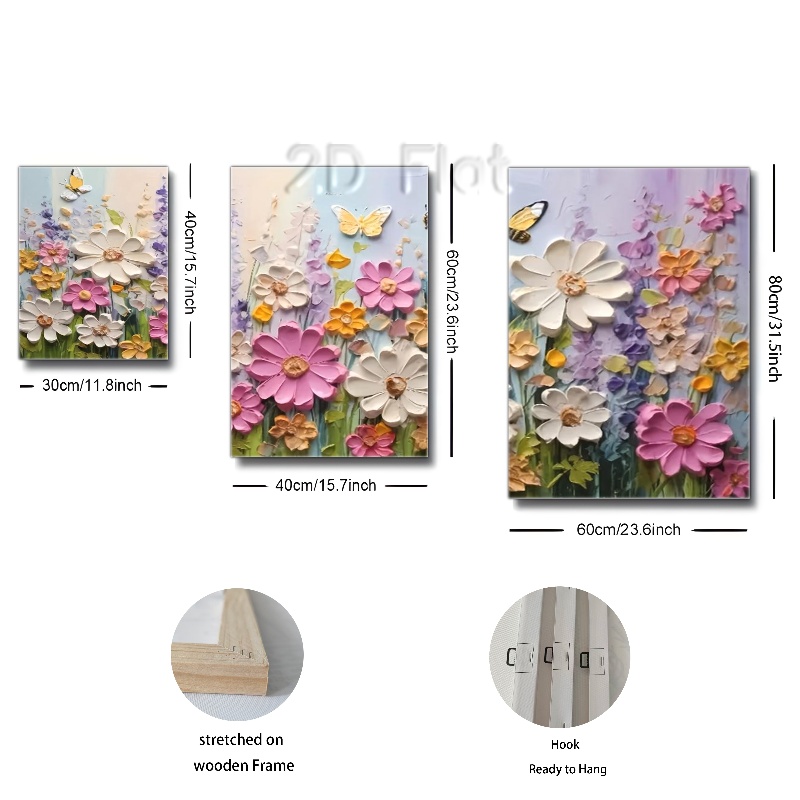 2D Flat
40cm/15.7inch
30cm/11.8inch
60cm/23.6inch
40cm/15.7inch
80cm/31.5inch
60cm/23.6inch
stretched on
wooden Frame
Hook
Ready to Hang